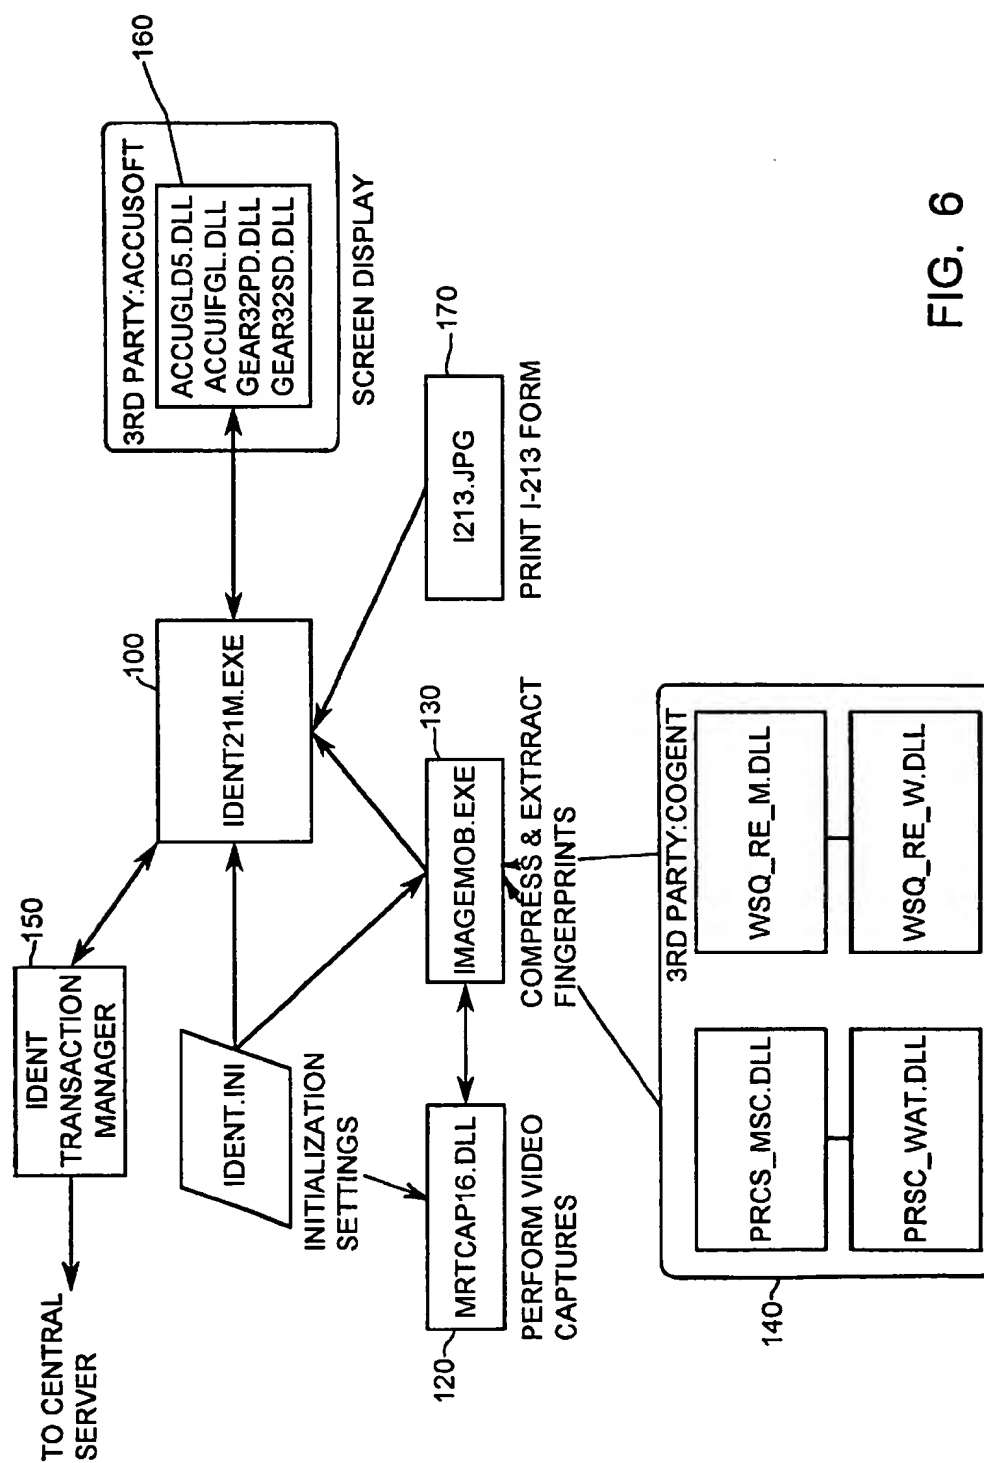 TO CENTRAL
SERVER
150
IDENT
TRANSACTION
MANAGER
100
IDENT21M.EXE
160
3RD PARTY:ACCUSOFT
ACCUGLD5.DLL
ACCUIFGL.DLL
GEAR32PD.DLL
GEAR32SD.DLL
SCREEN DISPLAY
IDENT.INI
INITIALIZATION
SETTINGS
170
I213.JPG
PRINT I-213 FORM
120
MRTCAP16.DLL
PERFORM VIDEO
CAPTURES
130
IMAGEMOB.EXE
COMPRESS & EXTRRACT
FINGERPRINTS
140
3RD PARTY:COGENT
PRCS_MSC.DLL
WSQ_RE_M.DLL
PRSC_WAT.DLL
WSQ_RE_W.DLL
FIG. 6